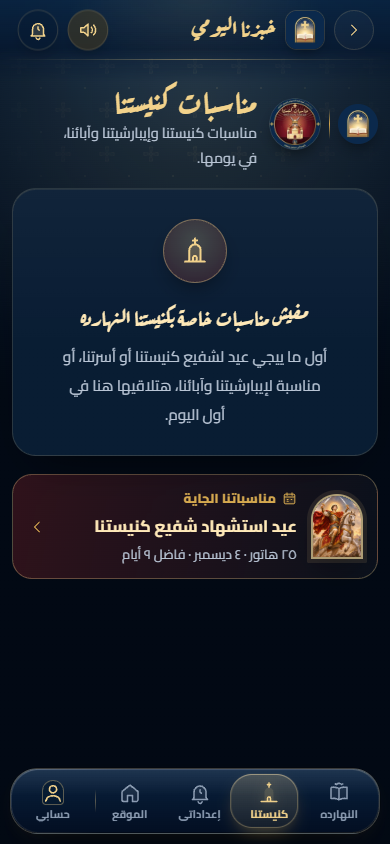 خبزنا اليومي
مناسبات كنيستنا
مناسبات كنيستنا وإيبارشيتنا وآبائنا،
في يومها.
مفيش مناسبات خاصة بكنيستنا النهارده
أول ما ييجي عيد لشفيع كنيستنا أو أسرتنا، أو
مناسبة لإيبارشيتنا وآبائنا، هتلاقيها هنا في
أول اليوم.
مناسباتنا الجاية
عيد استشهاد شفيع كنيستنا
٢٥ هاتور · ٤ ديسمبر · فاضل ٩ أيام
النهارده
كنيستنا
إعداداتي
الموقع
حسابي